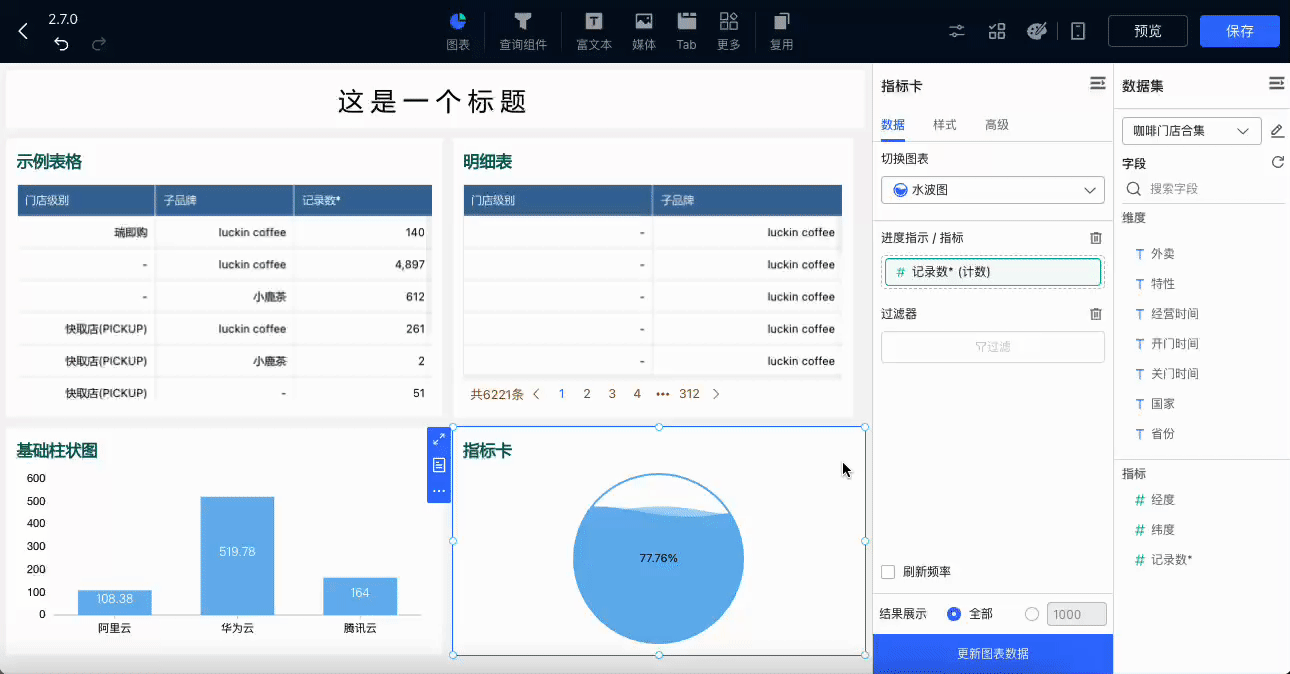 2.7.0
图表
查询组件
富文本
媒体
Tab
更多
复用
预览
保存
这是一个标题
示例表格
门店级别 子品牌 记录数*
瑞即购 luckin coffee 140
- luckin coffee 4,897
- 小鹿茶 612
快取店(PICKUP) luckin coffee 261
快取店(PICKUP) 小鹿茶 2
快取店(PICKUP) - 51
明细表
门店级别 子品牌
- luckin coffee
- luckin coffee
- luckin coffee
- luckin coffee
- luckin coffee
共6221条 1 2 3 4 ••• 312
基础柱状图
600
500
400
300
200
100
0
108.38
519.78
164
阿里云 华为云 腾讯云
指标卡
77.76%
指标卡
数据 样式 高级
切换图表
水波图
进度指示 / 指标
# 记录数* (计数)
过滤器
过滤
刷新频率
结果展示 全部 1000
更新图表数据
数据集
咖啡门店合集
字段
搜索字段
维度
T 外卖
T 特性
T 经营时间
T 开门时间
T 关门时间
T 国家
T 省份
指标
# 经度
# 纬度
# 记录数*